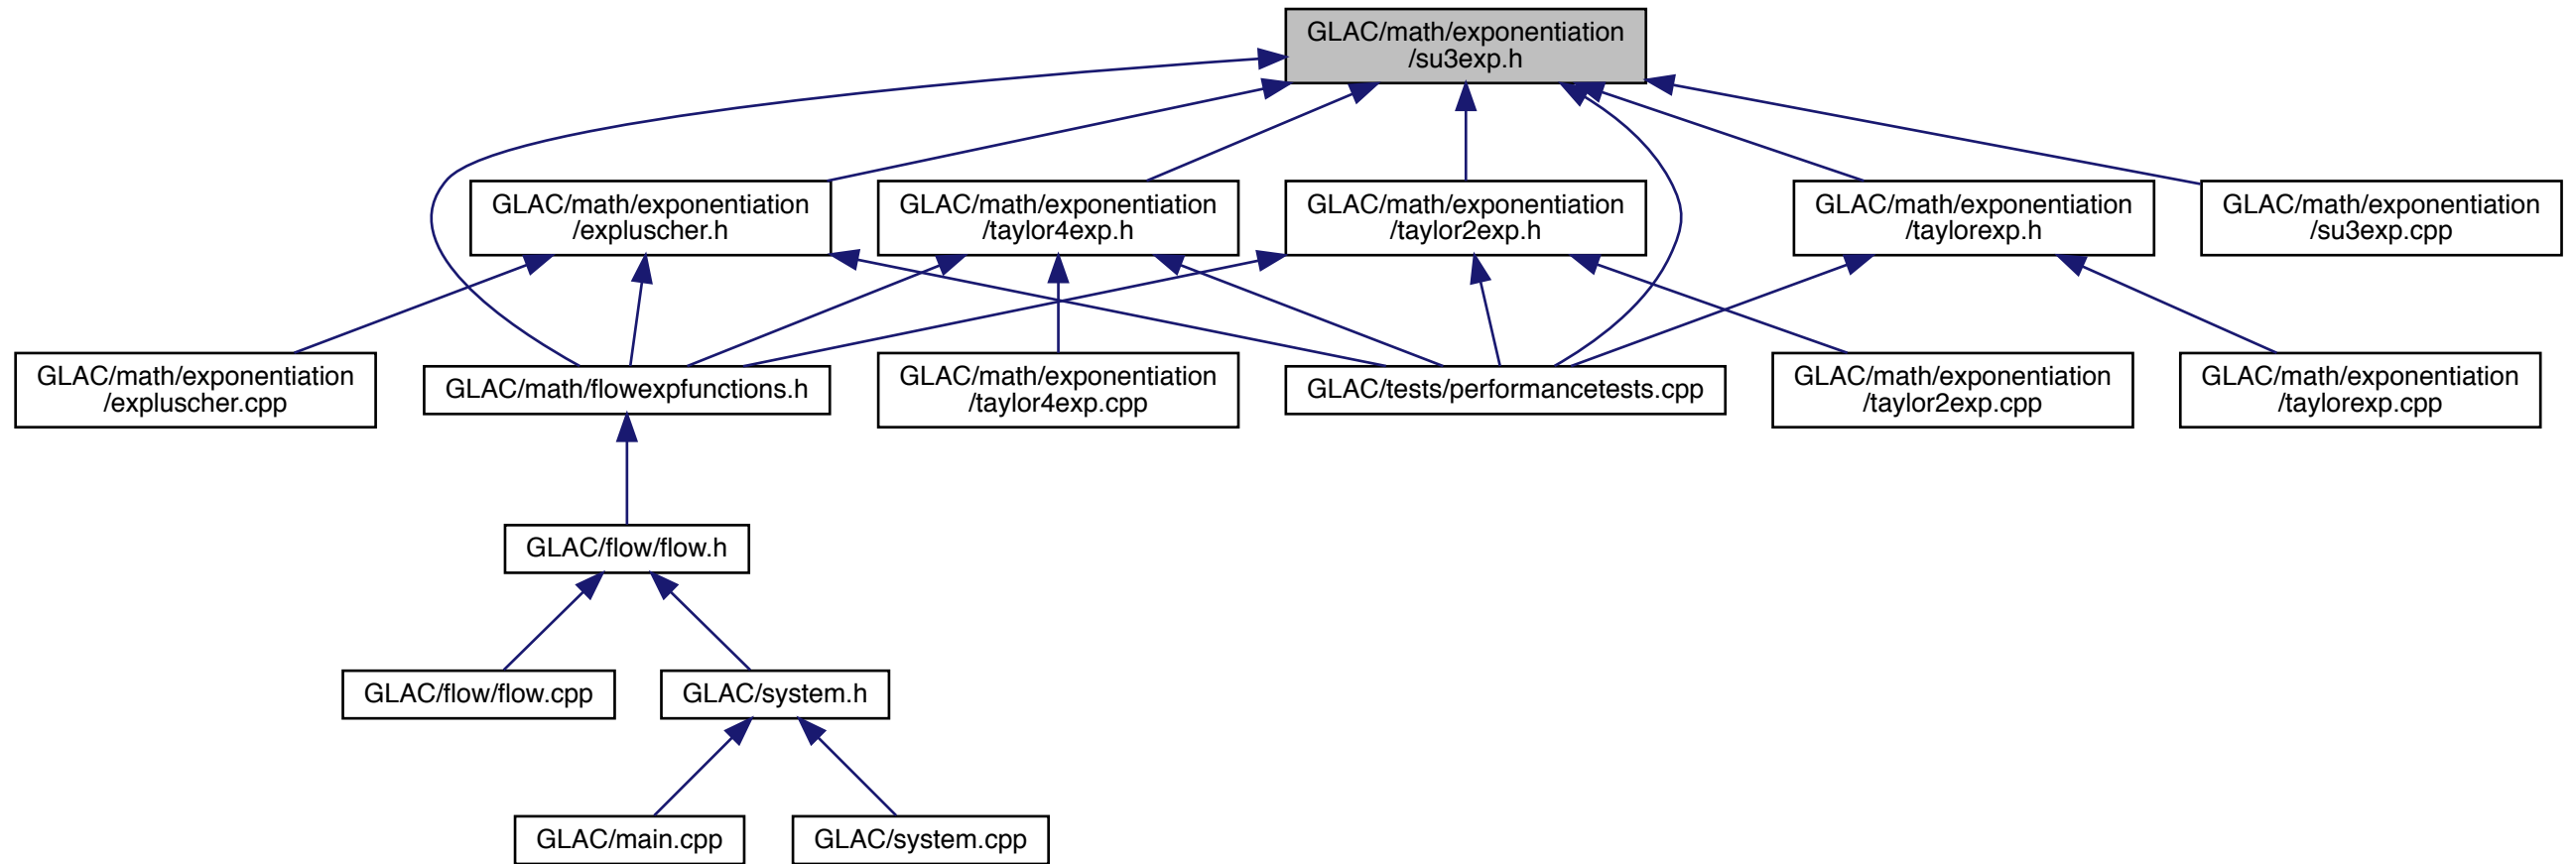 GLAC/math/exponentiation
/su3exp.h
GLAC/math/exponentiation
/expluscher.h
GLAC/math/exponentiation
/taylor4exp.h
GLAC/math/exponentiation
/taylor2exp.h
GLAC/math/exponentiation
/taylorexp.h
GLAC/math/exponentiation
/su3exp.cpp
GLAC/math/exponentiation
/expluscher.cpp
GLAC/math/flowexpfunctions.h
GLAC/math/exponentiation
/taylor4exp.cpp
GLAC/tests/performancetests.cpp
GLAC/math/exponentiation
/taylor2exp.cpp
GLAC/math/exponentiation
/taylorexp.cpp
GLAC/flow/flow.h
GLAC/flow/flow.cpp
GLAC/system.h
GLAC/main.cpp
GLAC/system.cpp